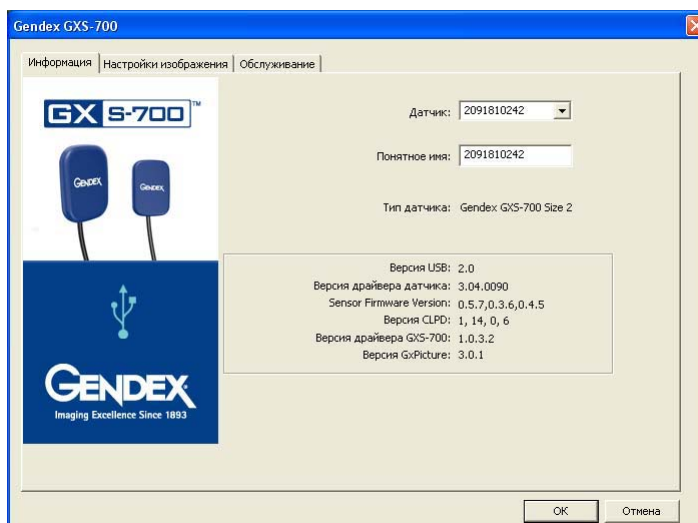 Gendex GXS-700
Информация Настройки изображения Обслуживание
GX S-700™
GENDEX GENDEX
GENDEX
Imaging Excellence Since 1893
Датчик: 2091810242
Понятное имя: 2091810242
Тип датчика: Gendex GXS-700 Size 2
Версия USB: 2.0
Версия драйвера датчика: 3.04.0090
Sensor Firmware Version: 0.5.7,0.3.6,0.4.5
Версия CLPD: 1, 14, 0, 6
Версия драйвера GXS-700: 1.0.3.2
Версия GxPicture: 3.0.1
OK Отмена